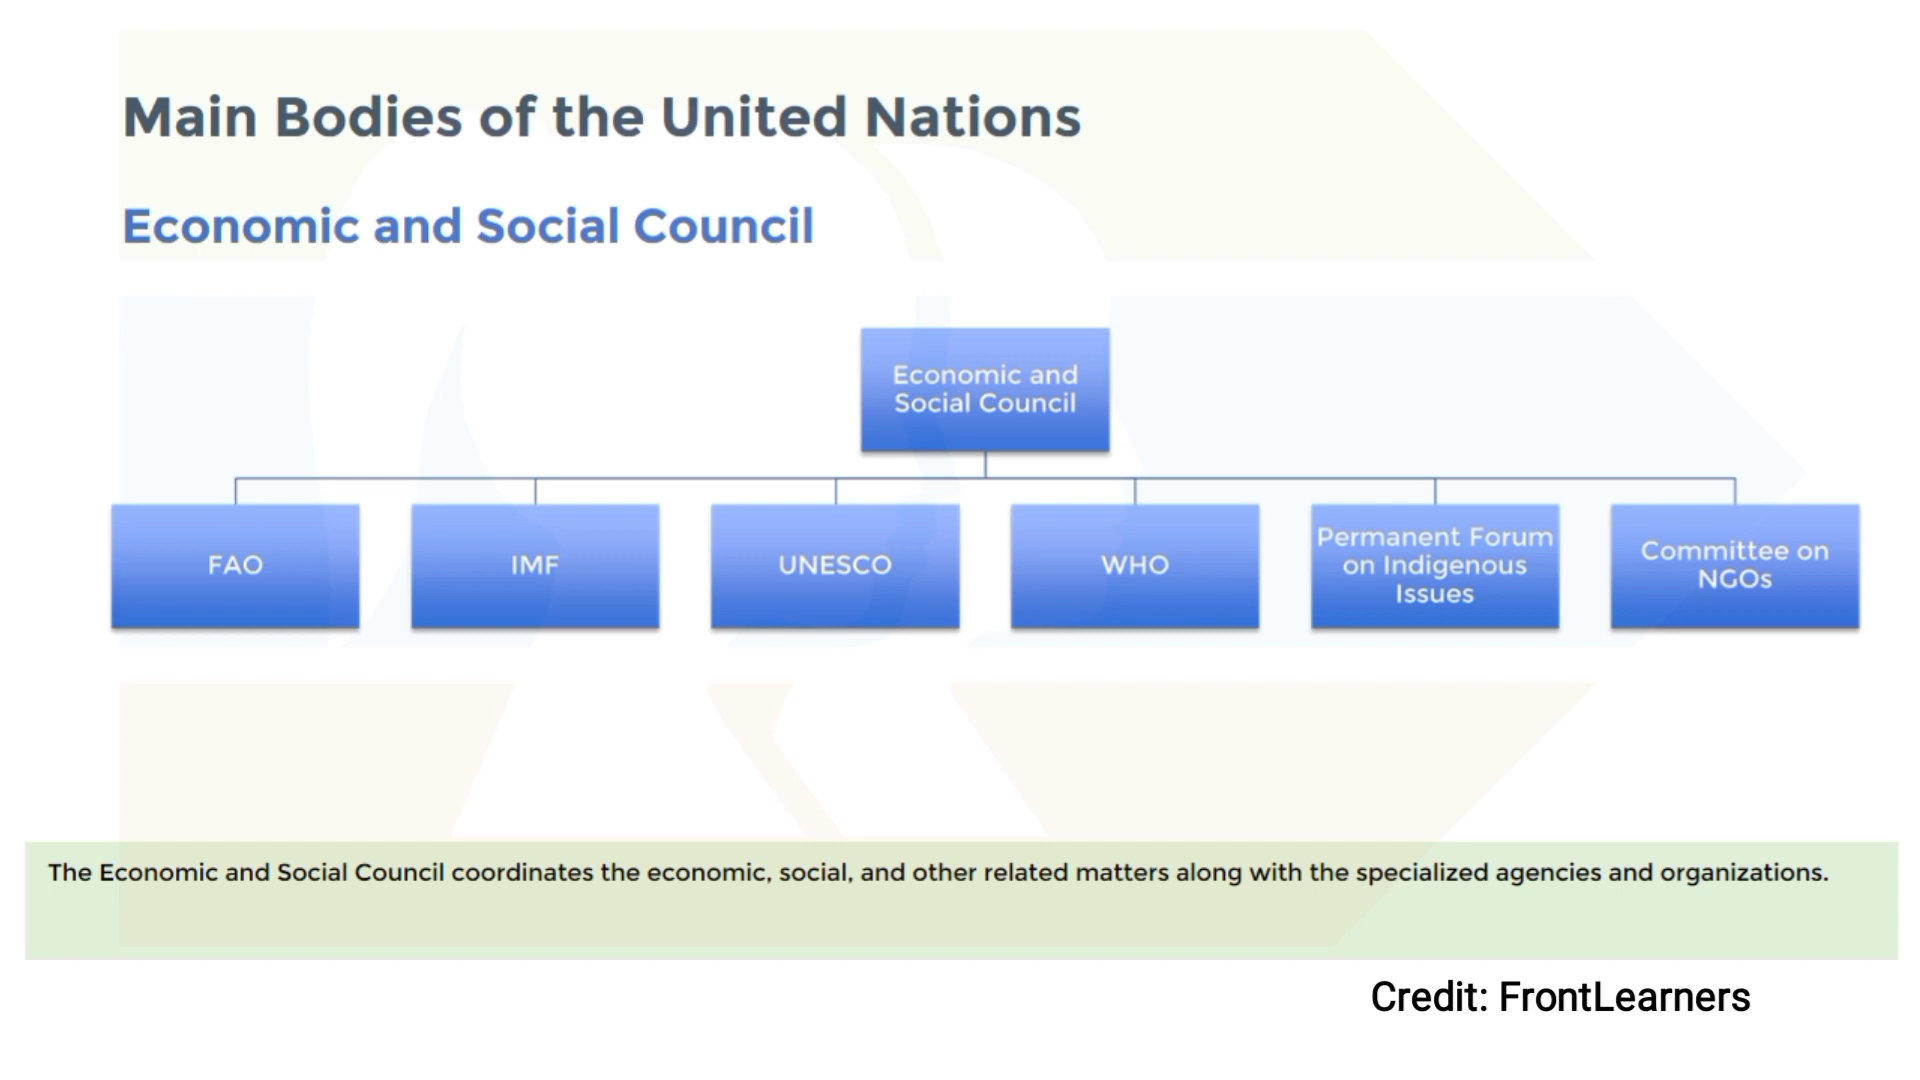 Main Bodies of the United Nations
Economic and Social Council
Economic and
Social Council
FAO
IMF
UNESCO
WHO
Permanent Forum
on Indigenous
Issues
Committee on
NGOs
The Economic and Social Council coordinates the economic, social, and other related matters along with the specialized agencies and organizations.
Credit: FrontLearners